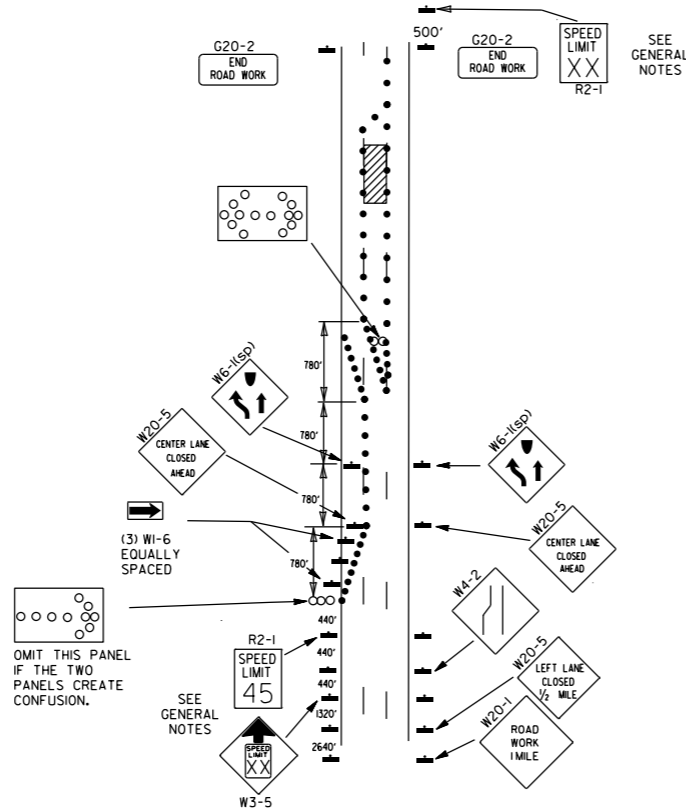 500'
G20-2
END
ROAD WORK
G20-2
END
ROAD WORK
SPEED
LIMIT
XX
R2-1
SEE
GENERAL
NOTES
780'
W6-1(sp)
780'
W20-5
CENTER LANE
CLOSED
AHEAD
W6-1(sp)
780'
(3) W1-6
EQUALLY
SPACED
780'
W20-5
CENTER LANE
CLOSED
AHEAD
OMIT THIS PANEL
IF THE TWO
PANELS CREATE
CONFUSION.
440'
W4-2
R2-1
SPEED
LIMIT
45
440'
440'
W20-5
LEFT LANE
CLOSED
1/2 MILE
SEE
GENERAL
NOTES
1320'
W20-1
ROAD
WORK
1 MILE
SPEED
LIMIT
XX
2640'
W3-5